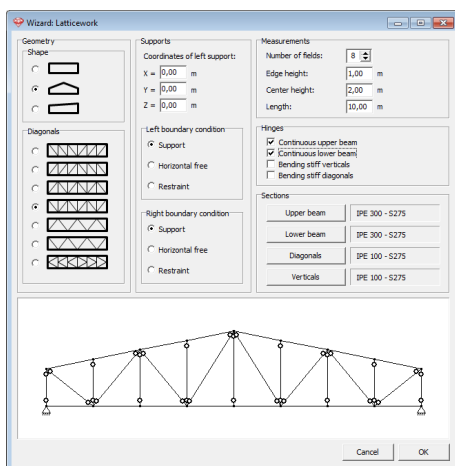 Wizard: Latticework
Geometry
Shape
Diagonals
Supports
Coordinates of left support:
X = 0,00 m
Y = 0,00 m
Z = 0,00 m
Left boundary condition
Support
Horizontal free
Restraint
Right boundary condition
Support
Horizontal free
Restraint
Measurements
Number of fields: 8
Edge height: 1,00 m
Center height: 2,00 m
Length: 10,00 m
Hinges
Continuous upper beam
Continuous lower beam
Bending stiff verticals
Bending stiff diagonals
Sections
Upper beam IPE 300 - S275
Lower beam IPE 300 - S275
Diagonals IPE 100 - S275
Verticals IPE 100 - S275
Cancel OK